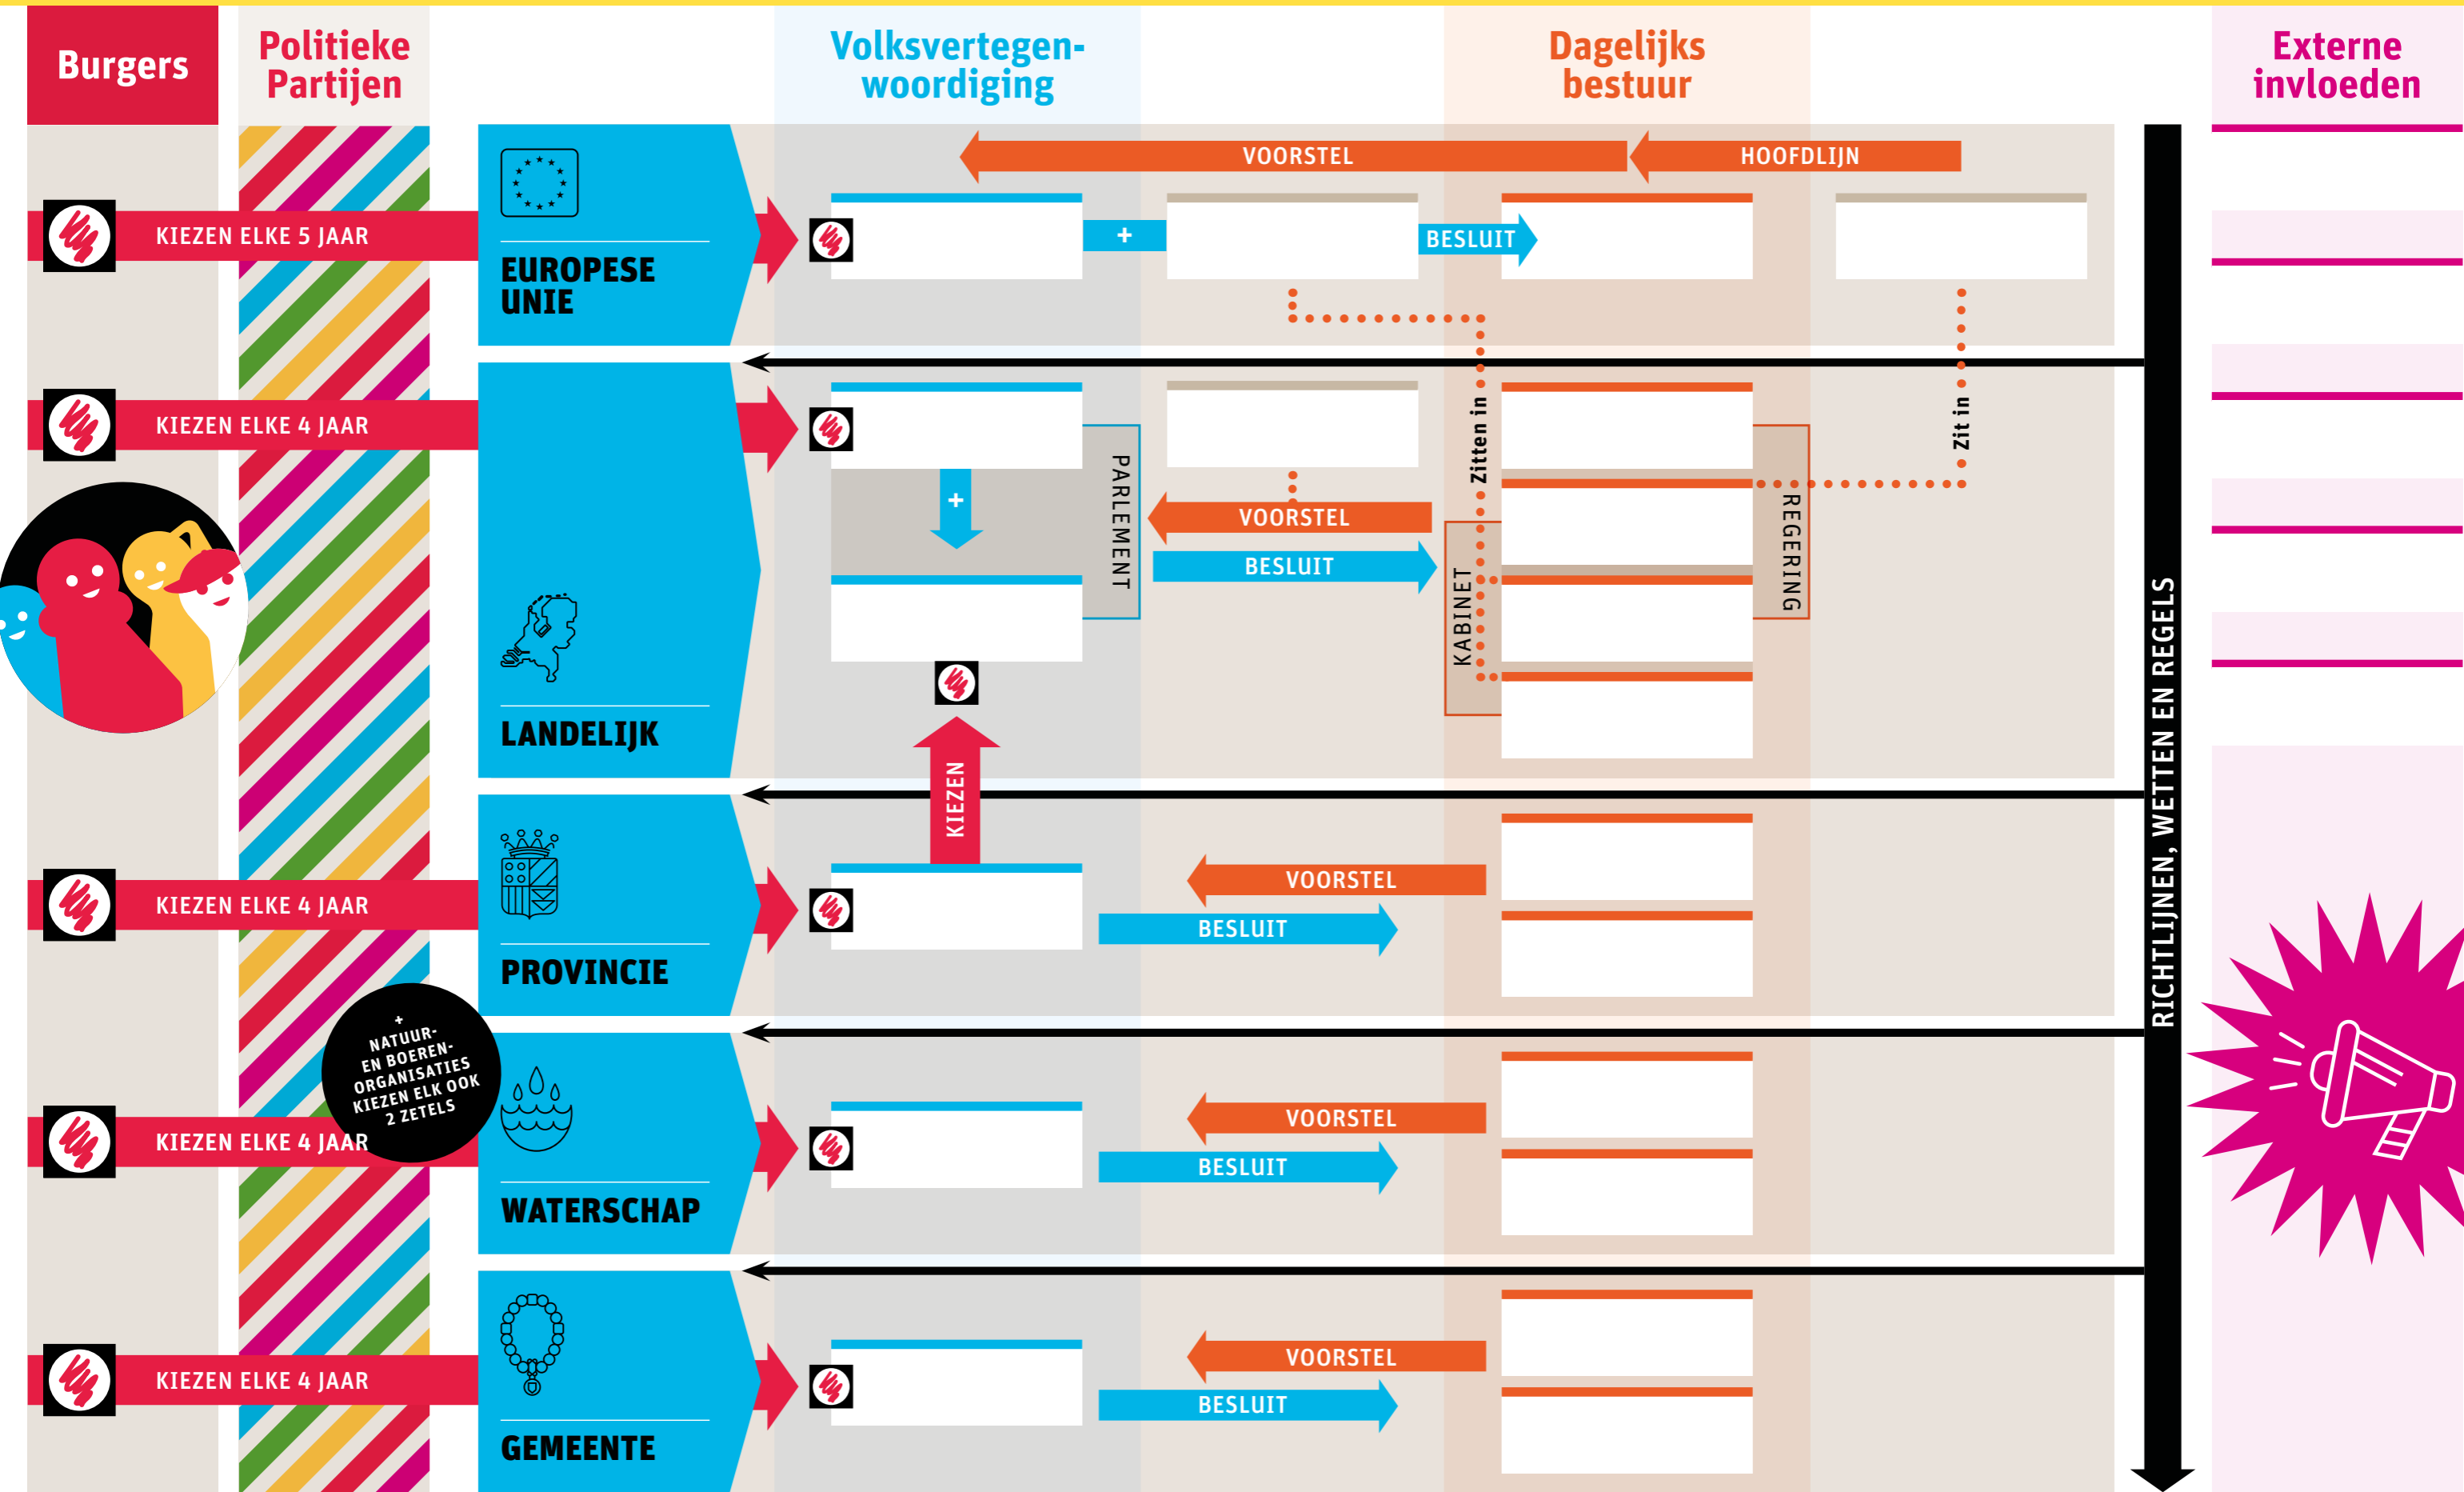 Burgers
Politieke
Partijen
Volksvertegen-
woordiging
Dagelijks
bestuur
Externe
invloeden
VOORSTEL
HOOFDLIJN
KIEZEN ELKE 5 JAAR
EUROPESE
UNIE
+
BESLUIT
KIEZEN ELKE 4 JAAR
LANDELIJK
+
PARLEMENT
VOORSTEL
BESLUIT
Zitten in
KABINET
REGERING
Zit in
KIEZEN
RICHTLIJNEN, WETTEN EN REGELS
KIEZEN ELKE 4 JAAR
PROVINCIE
VOORSTEL
BESLUIT
+
NATUUR-
EN BOEREN-
ORGANISATIES
KIEZEN ELK OOK
2 ZETELS
KIEZEN ELKE 4 JAAR
WATERSCHAP
VOORSTEL
BESLUIT
KIEZEN ELKE 4 JAAR
GEMEENTE
VOORSTEL
BESLUIT